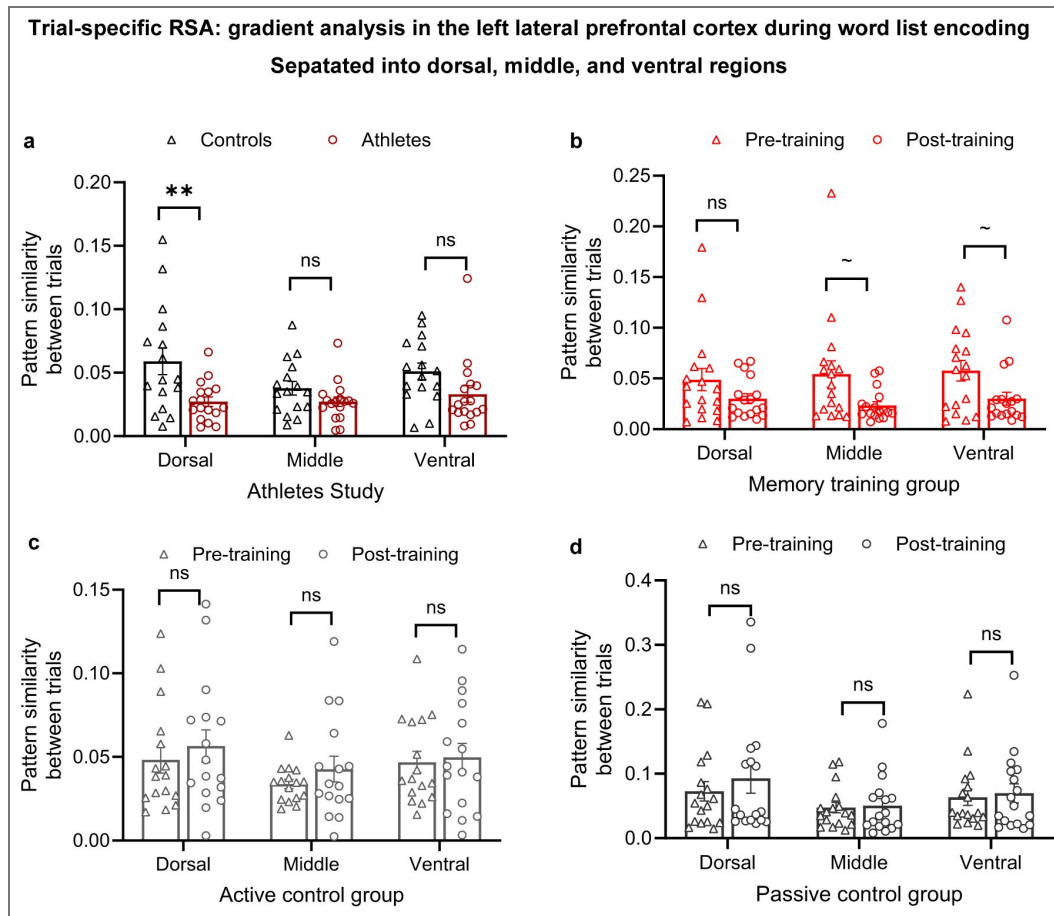 Trial-specific RSA: gradient analysis in the left lateral prefrontal cortex during word list encoding
Sepatated into dorsal, middle, and ventral regions
a
Controls
Athletes
Pattern similarity
between trials
0.20
0.15
0.10
0.05
0.00
**
ns
ns
Dorsal
Middle
Ventral
Athletes Study
b
Pre-training
Post-training
Pattern similarity
between trials
0.25
0.20
0.15
0.10
0.05
0.00
ns
~
~
Dorsal
Middle
Ventral
Memory training group
c
Pre-training
Post-training
Pattern similarity
between trials
0.15
0.10
0.05
0.00
ns
ns
ns
Dorsal
Middle
Ventral
Active control group
d
Pre-training
Post-training
Pattern similarity
between trials
0.4
0.3
0.2
0.1
0.0
ns
ns
ns
Dorsal
Middle
Ventral
Passive control group